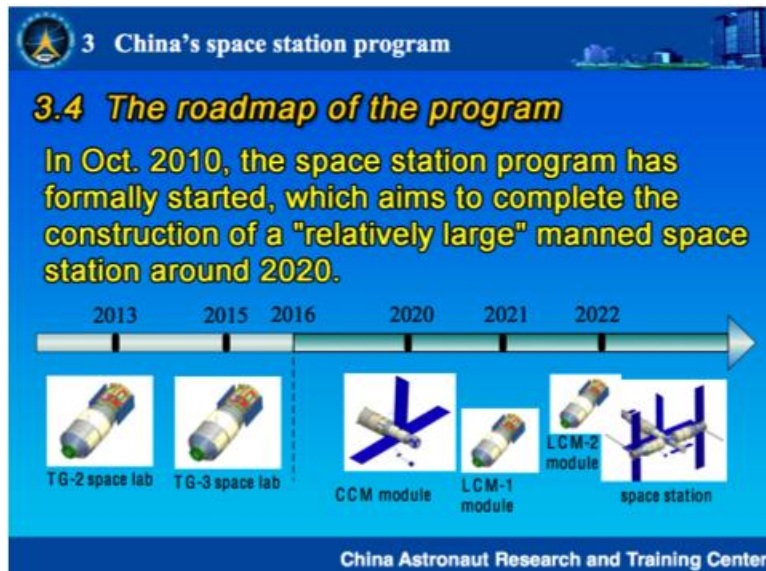 3 China's space station program
3.4 The roadmap of the program
In Oct. 2010, the space station program has
formally started, which aims to complete the
construction of a "relatively large" manned space
station around 2020.
2013 2015 2016 2020 2021 2022
TG-2 space lab
TG-3 space lab
CCM module
LCM-1
module
LCM-2
module
space station
China Astronaut Research and Training Center